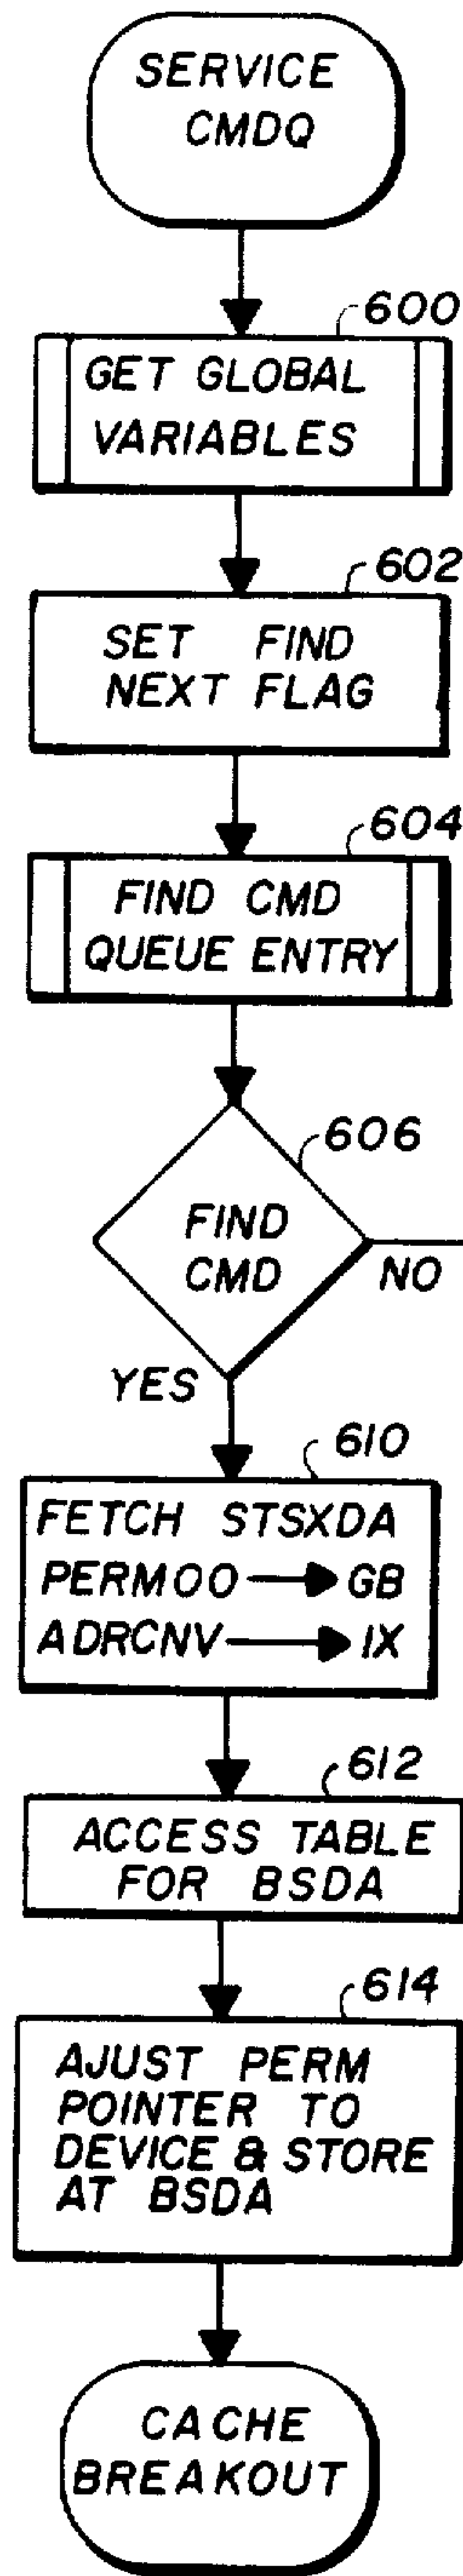 SERVICE
CMDQ
600
GET GLOBAL
VARIABLES
602
SET FIND
NEXT FLAG
604
FIND CMD
QUEUE ENTRY
606
FIND
CMD
NO
YES
610
FETCH STSXDA
PERMOO → GB
ADRCNV → IX
612
ACCESS TABLE
FOR BSDA
614
AJUST PERM
POINTER TO
DEVICE & STORE
AT BSDA
CACHE
BREAKOUT